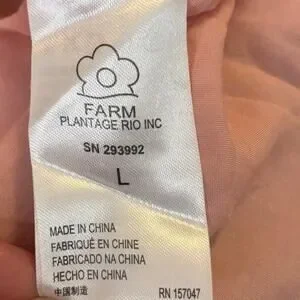 FARM
PLANTAGE RIO INC
SN 293992
L
MADE IN CHINA
FABRIQUÉ EN CHINE
FABRICADO NA CHINA
HECHO EN CHINA
中国制造 RN 157047